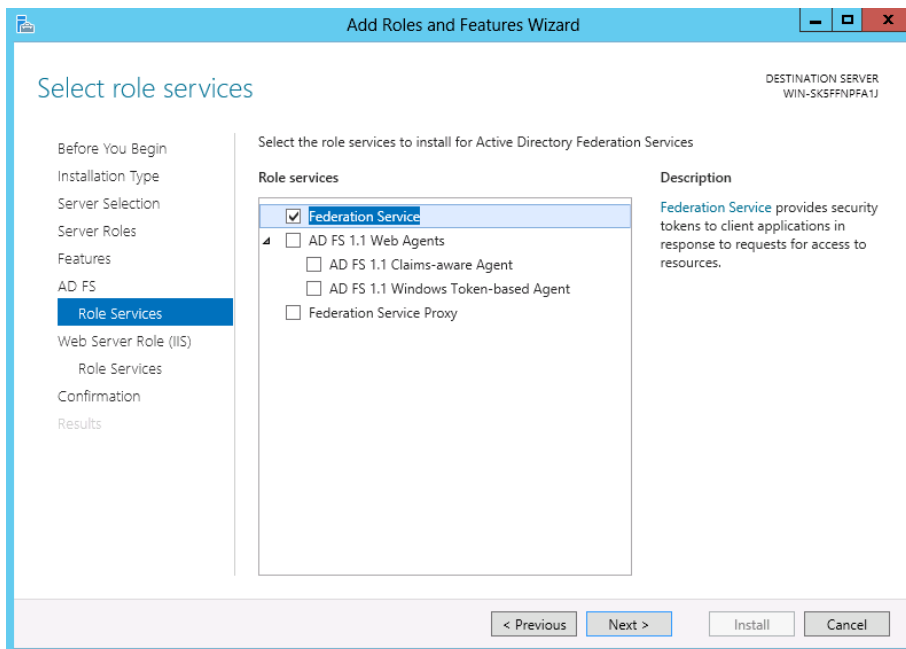 Add Roles and Features Wizard
Select role services
DESTINATION SERVER
WIN-SK5FFNPFA1J
Before You Begin
Installation Type
Server Selection
Server Roles
Features
AD FS
Role Services
Web Server Role (IIS)
Role Services
Confirmation
Results
Select the role services to install for Active Directory Federation Services
Role services
Federation Service
AD FS 1.1 Web Agents
AD FS 1.1 Claims-aware Agent
AD FS 1.1 Windows Token-based Agent
Federation Service Proxy
Description
Federation Service provides security
tokens to client applications in
response to requests for access to
resources.
< Previous
Next >
Install
Cancel